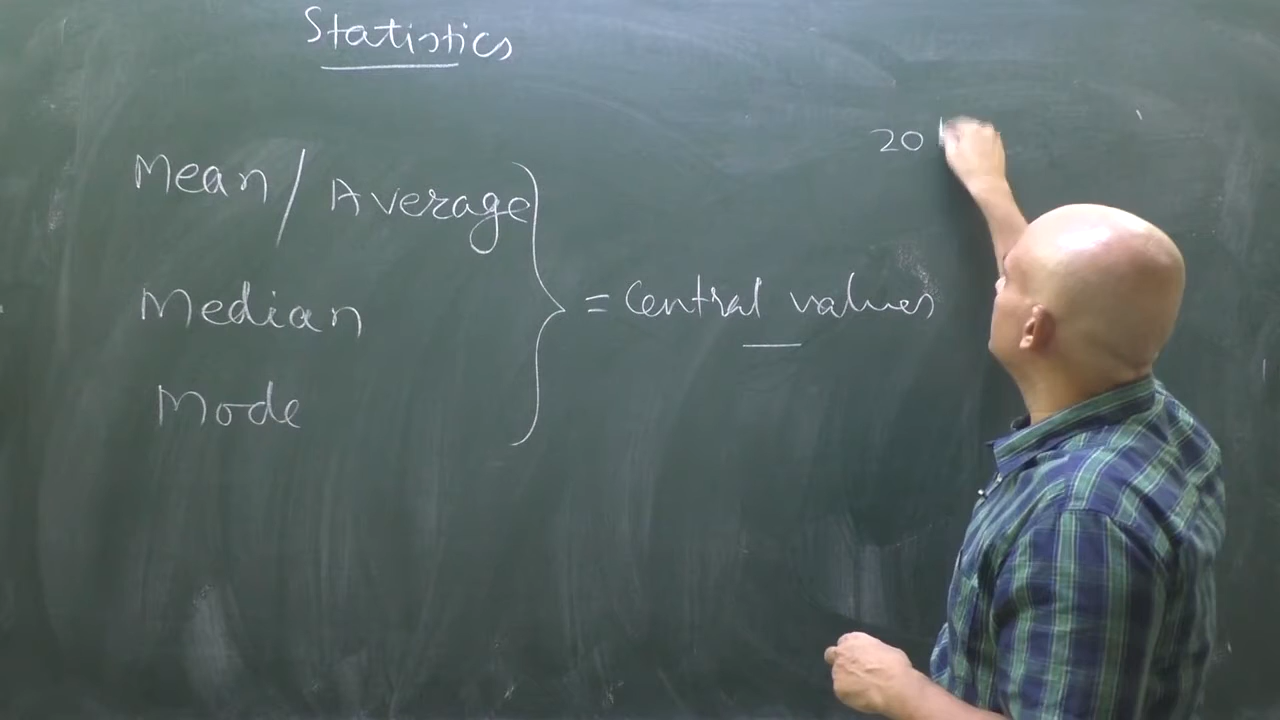 Statistics
20
Mean/Average
Median
= Central values
Mode